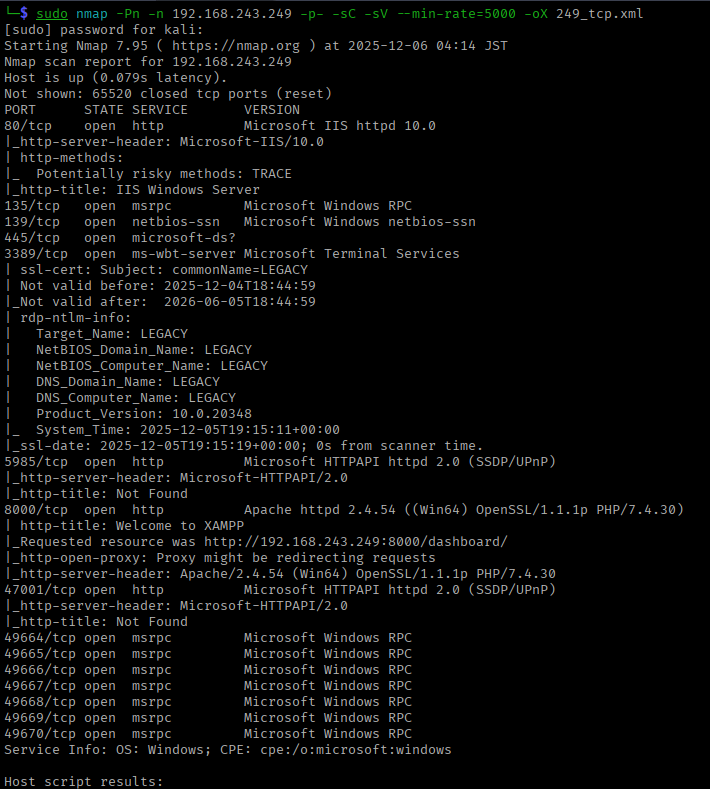 └─$ sudo nmap -Pn -n 192.168.243.249 -p- -sC -sV --min-rate=5000 -oX 249_tcp.xml
[sudo] password for kali:
Starting Nmap 7.95 ( https://nmap.org ) at 2025-12-06 04:14 JST
Nmap scan report for 192.168.243.249
Host is up (0.079s latency).
Not shown: 65520 closed tcp ports (reset)
PORT      STATE SERVICE       VERSION
80/tcp    open  http          Microsoft IIS httpd 10.0
|_http-server-header: Microsoft-IIS/10.0
| http-methods:
|_  Potentially risky methods: TRACE
|_http-title: IIS Windows Server
135/tcp   open  msrpc         Microsoft Windows RPC
139/tcp   open  netbios-ssn   Microsoft Windows netbios-ssn
445/tcp   open  microsoft-ds?
3389/tcp  open  ms-wbt-server Microsoft Terminal Services
| ssl-cert: Subject: commonName=LEGACY
| Not valid before: 2025-12-04T18:44:59
|_Not valid after:  2026-06-05T18:44:59
| rdp-ntlm-info:
|   Target_Name: LEGACY
|   NetBIOS_Domain_Name: LEGACY
|   NetBIOS_Computer_Name: LEGACY
|   DNS_Domain_Name: LEGACY
|   DNS_Computer_Name: LEGACY
|   Product_Version: 10.0.20348
|_  System_Time: 2025-12-05T19:15:11+00:00
|_ssl-date: 2025-12-05T19:15:19+00:00; 0s from scanner time.
5985/tcp  open  http          Microsoft HTTPAPI httpd 2.0 (SSDP/UPnP)
|_http-server-header: Microsoft-HTTPAPI/2.0
|_http-title: Not Found
8000/tcp  open  http          Apache httpd 2.4.54 ((Win64) OpenSSL/1.1.1p PHP/7.4.30)
| http-title: Welcome to XAMPP
|_Requested resource was http://192.168.243.249:8000/dashboard/
|_http-open-proxy: Proxy might be redirecting requests
|_http-server-header: Apache/2.4.54 (Win64) OpenSSL/1.1.1p PHP/7.4.30
47001/tcp open  http          Microsoft HTTPAPI httpd 2.0 (SSDP/UPnP)
|_http-server-header: Microsoft-HTTPAPI/2.0
|_http-title: Not Found
49664/tcp open  msrpc         Microsoft Windows RPC
49665/tcp open  msrpc         Microsoft Windows RPC
49666/tcp open  msrpc         Microsoft Windows RPC
49667/tcp open  msrpc         Microsoft Windows RPC
49668/tcp open  msrpc         Microsoft Windows RPC
49669/tcp open  msrpc         Microsoft Windows RPC
49670/tcp open  msrpc         Microsoft Windows RPC
Service Info: OS: Windows; CPE: cpe:/o:microsoft:windows

Host script results: